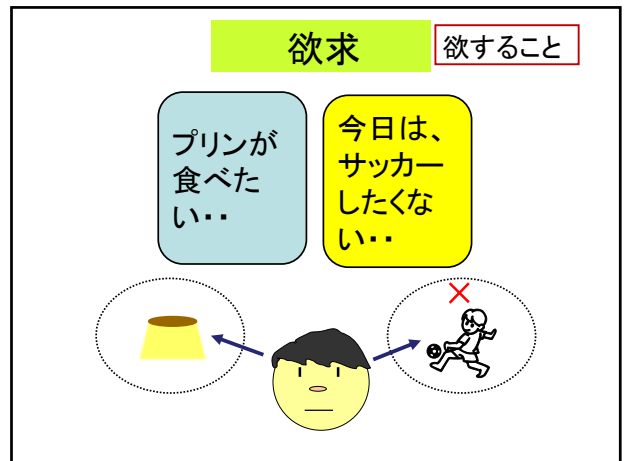 欲求
欲すること
プリンが
食べた
い・・
今日は、
サッカー
したくな
い・・